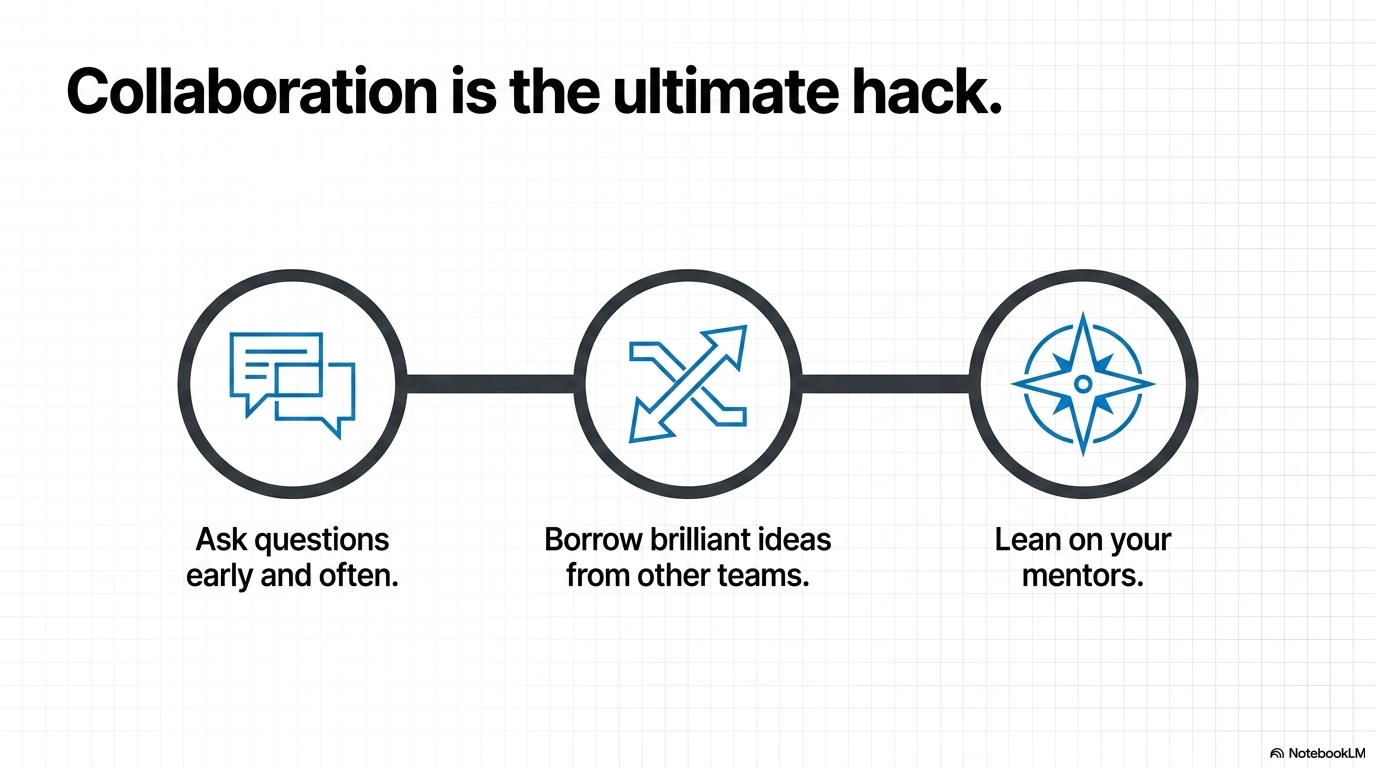 Collaboration is the ultimate hack.
Ask questions
early and often.
Borrow brilliant ideas
from other teams.
Lean on your
mentors.
NotebookLM